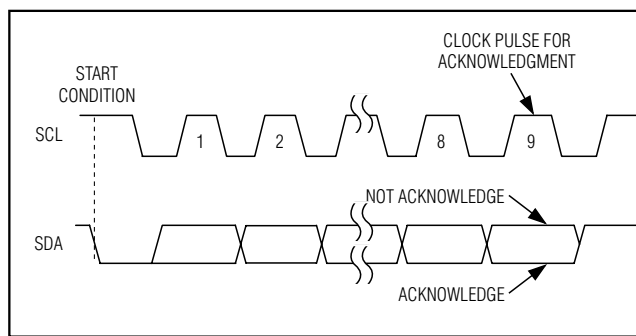 CLOCK PULSE FOR
ACKNOWLEDGMENT
START
CONDITION
SCL
1
2
8
9
NOT ACKNOWLEDGE
SDA
ACKNOWLEDGE